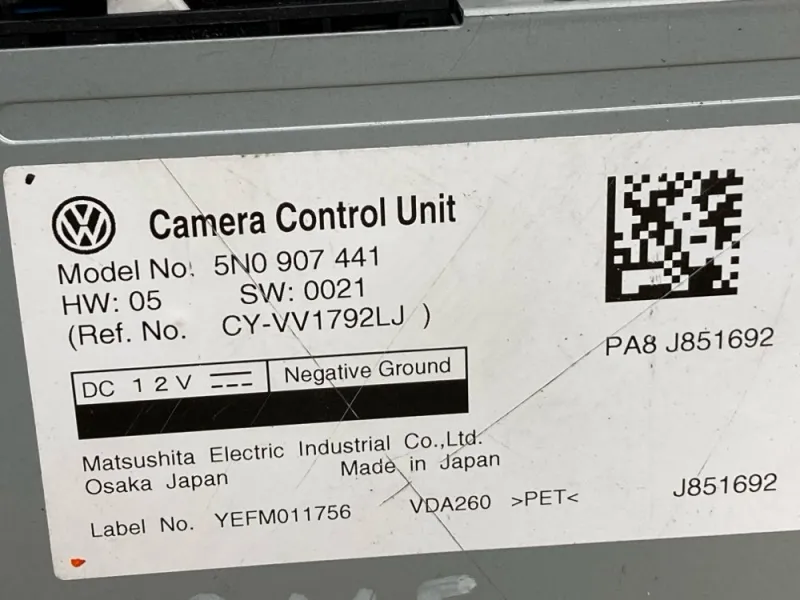 Camera Control Unit
Model No. 5N0 907 441
HW: 05 SW: 0021
(Ref. No. CY-VV1792LJ )
PA8 J851692
DC 12V Negative Ground
Matsushita Electric Industrial Co.,Ltd.
Osaka Japan Made in Japan
Label No. YEFM011756 VDA260 >PET< J851692